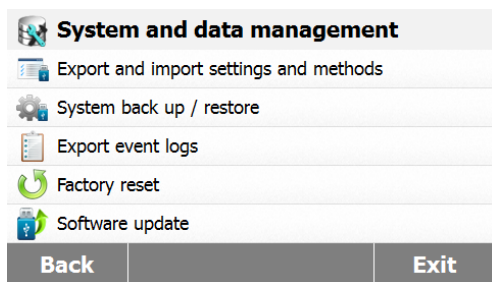 System and data management
Export and import settings and methods
System back up / restore
Export event logs
Factory reset
Software update
Back
Exit